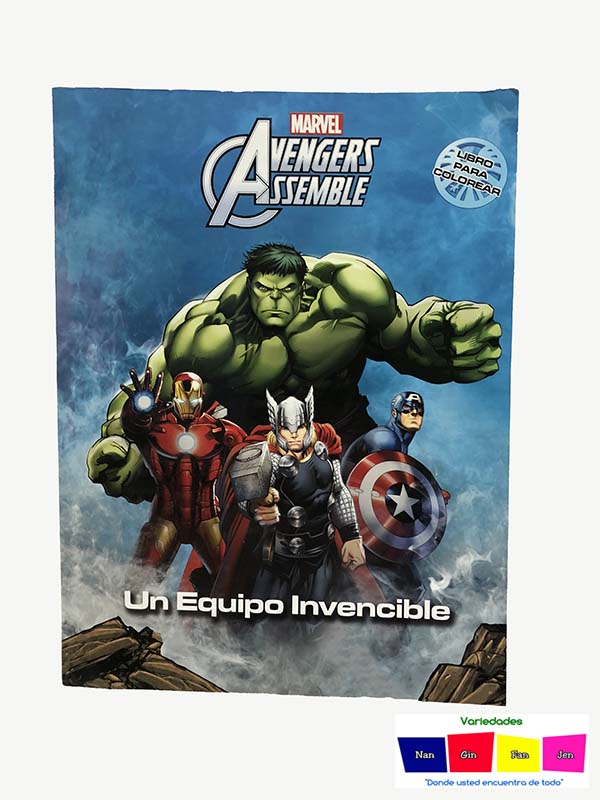 MARVEL
AVENGERS
ASSEMBLE
LIBRO
PARA
COLOREAR
Un Equipo Invencible
Variedades
Nan Gin Fan Jen
"Donde usted encuentra de todo"